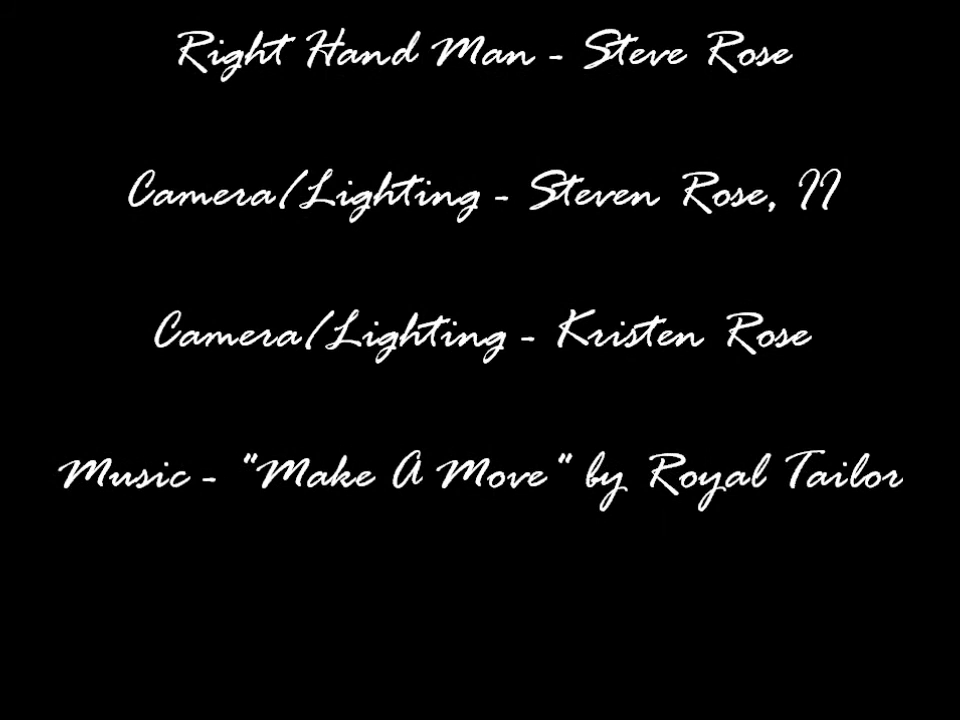 Right Hand Man - Steve Rose
Camera/Lighting - Steven Rose, II
Camera/Lighting - Kristen Rose
Music - "Make A Move" by Royal Tailor